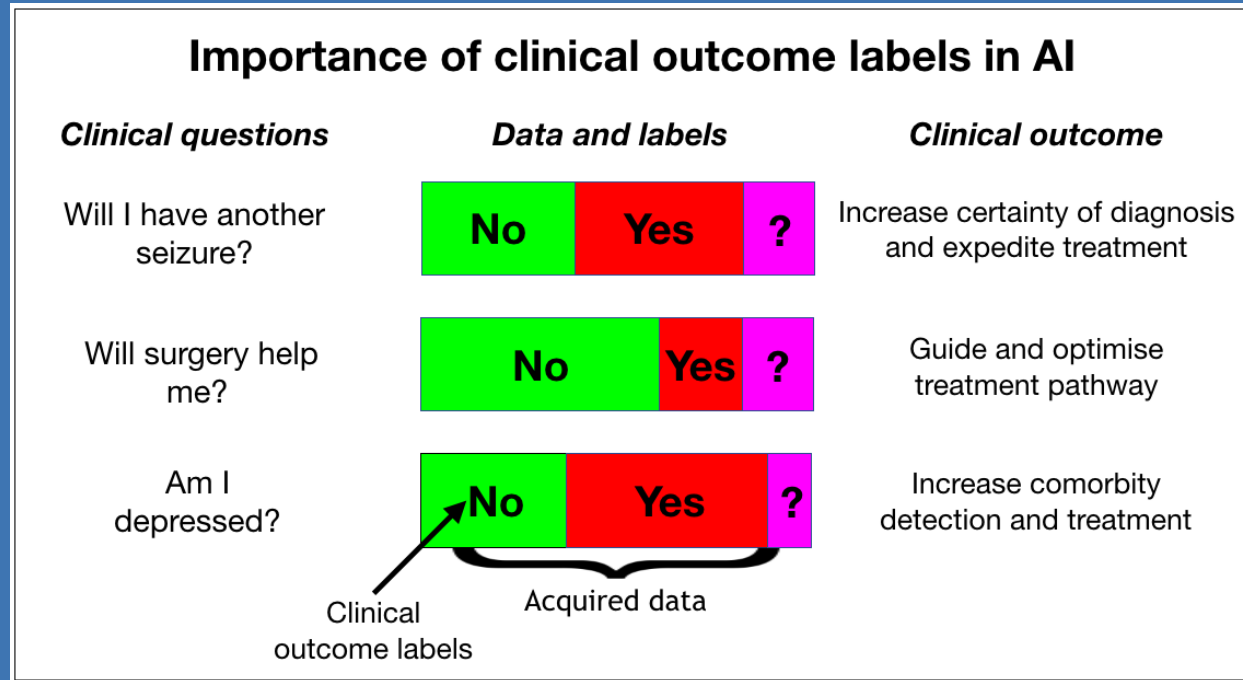 Importance of clinical outcome labels in AI
Clinical questions
Data and labels
Clinical outcome
Will I have another
seizure?
No
Yes
?
Increase certainty of diagnosis
and expedite treatment
Will surgery help
me?
No
Yes
?
Guide and optimise
treatment pathway
Am I
depressed?
No
Yes
?
Increase comorbity
detection and treatment
Clinical
outcome labels
Acquired data